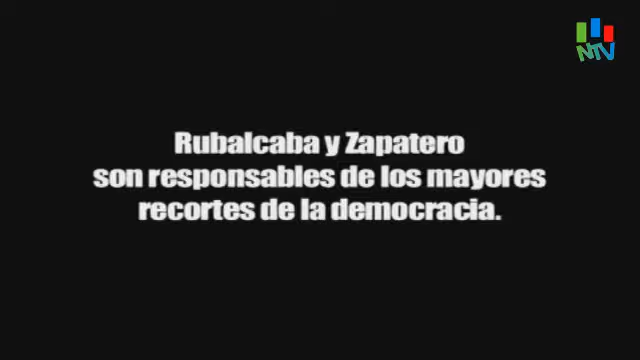 NTV
Rubalcaba y Zapatero
son responsables de los mayores
recortes de la democracia.